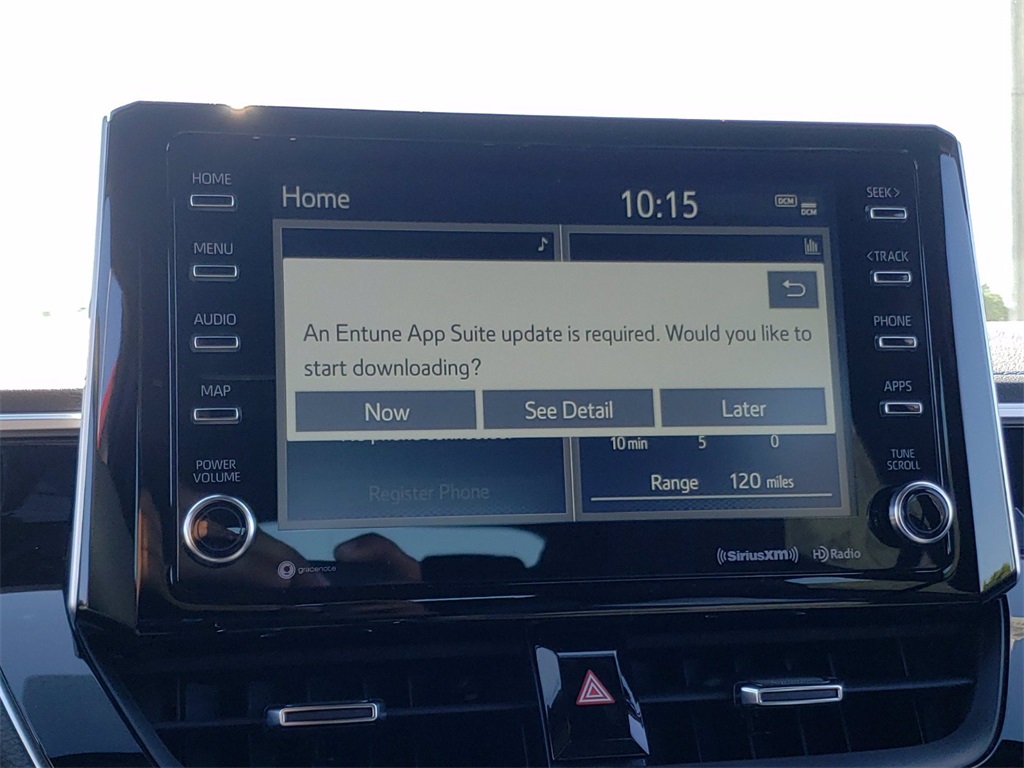 HOME
MENU
AUDIO
MAP
POWER
VOLUME
Home
10:15
DCM
DCM
An Entune App Suite update is required. Would you like to
start downloading?
Now
See Detail
Later
10 min
5
0
Range
120 miles
Register Phone
gracenote
((SiriusXM))
HD Radio
SEEK>
<TRACK
PHONE
APPS
TUNE
SCROLL